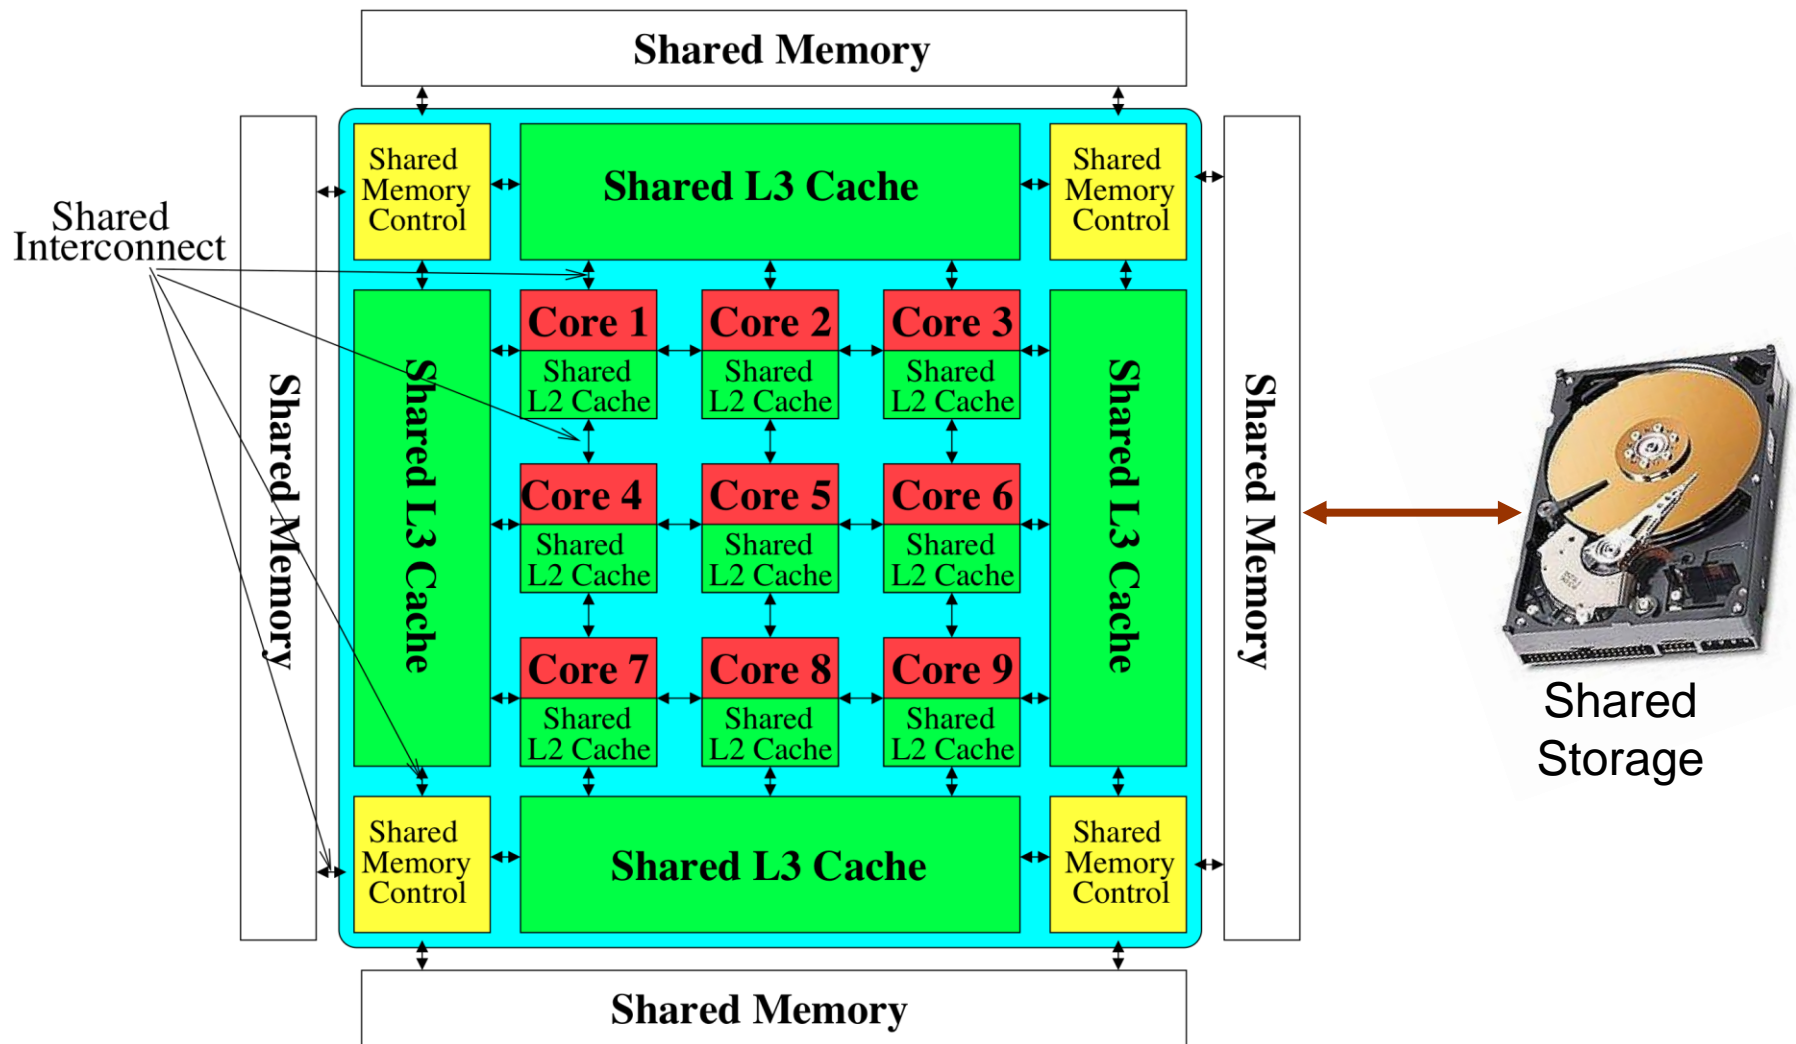 Shared Memory
Shared
Memory
Control
Shared L3 Cache
Shared
Memory
Control
Shared
Interconnect
Shared Memory
Shared L3 Cache
Core 1
Shared
L2 Cache
Core 2
Shared
L2 Cache
Core 3
Shared
L2 Cache
Core 4
Shared
L2 Cache
Core 5
Shared
L2 Cache
Core 6
Shared
L2 Cache
Core 7
Shared
L2 Cache
Core 8
Shared
L2 Cache
Core 9
Shared
L2 Cache
Shared L3 Cache
Shared Memory
Shared
Storage
Shared
Memory
Control
Shared L3 Cache
Shared
Memory
Control
Shared Memory